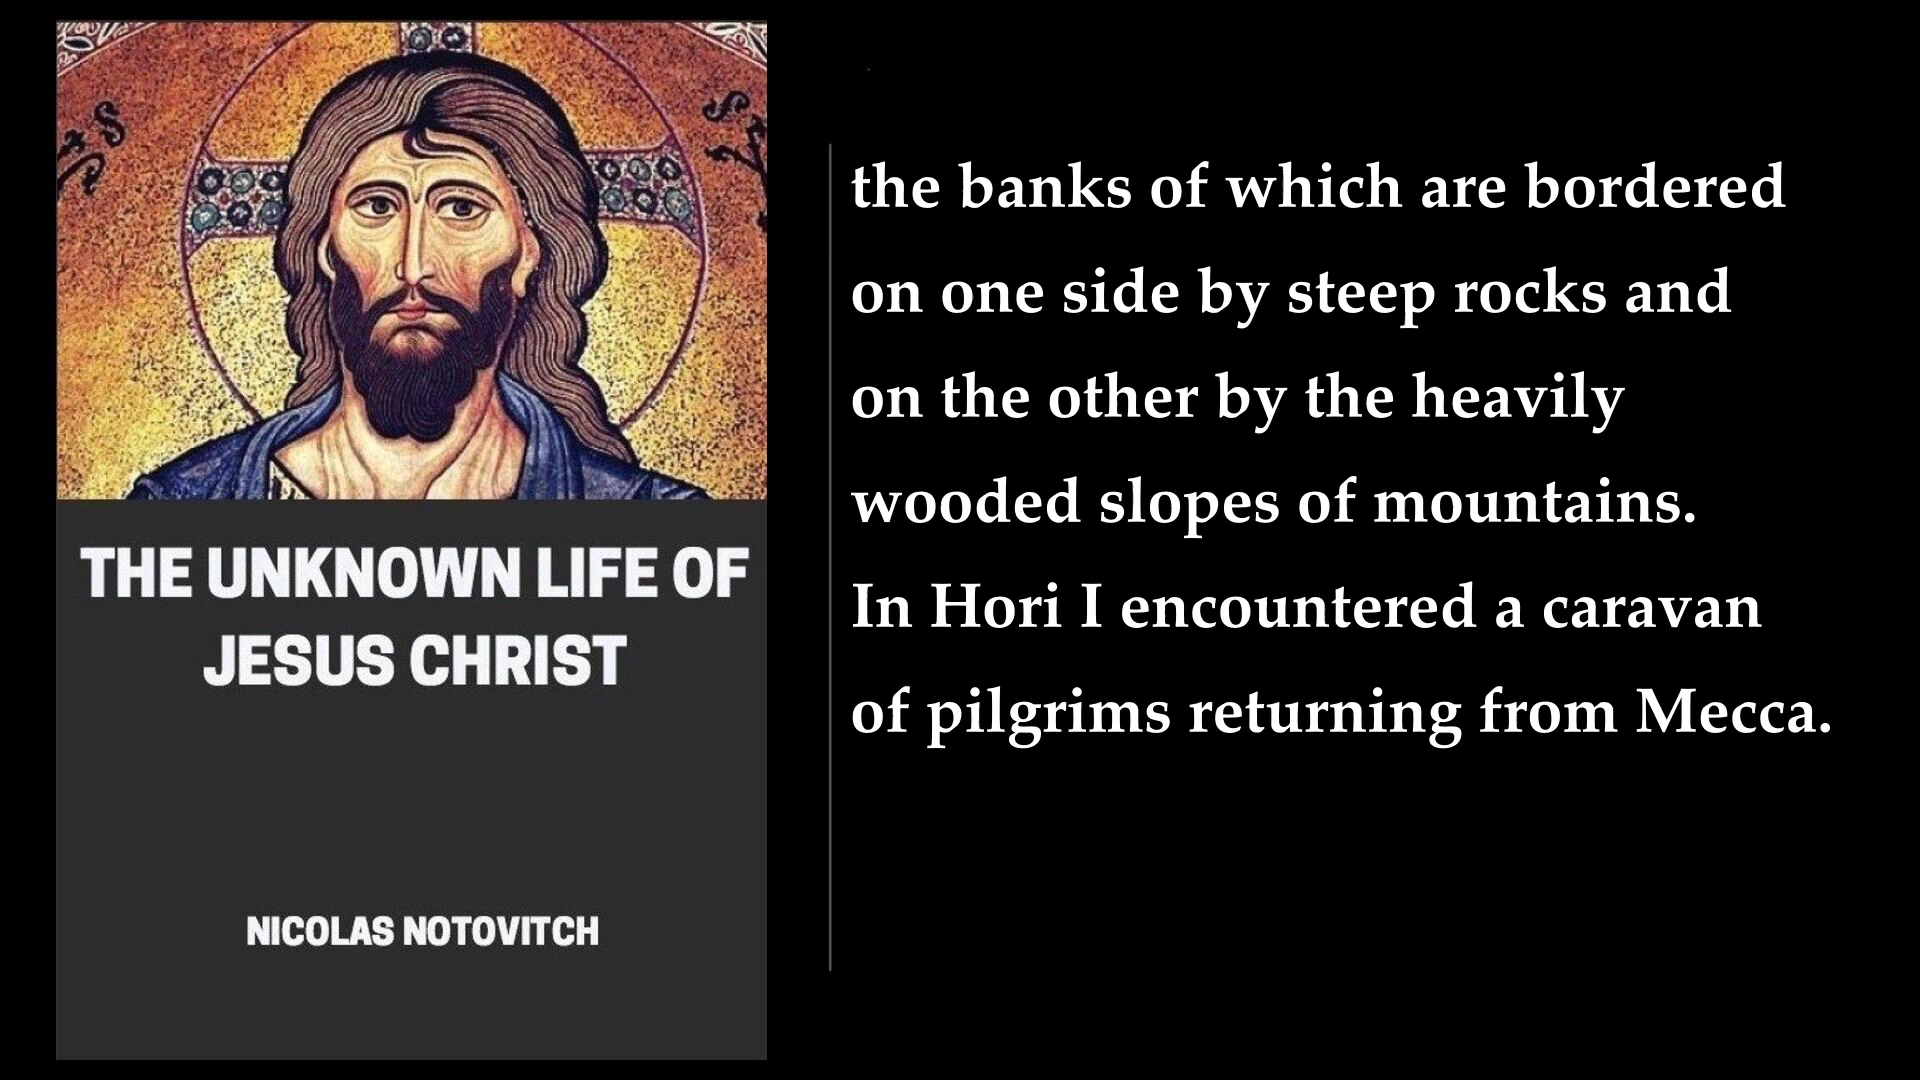 THE UNKNOWN LIFE OF
JESUS CHRIST
NICOLAS NOTOVITCH
the banks of which are bordered
on one side by steep rocks and
on the other by the heavily
wooded slopes of mountains.
In Hori I encountered a caravan
of pilgrims returning from Mecca.